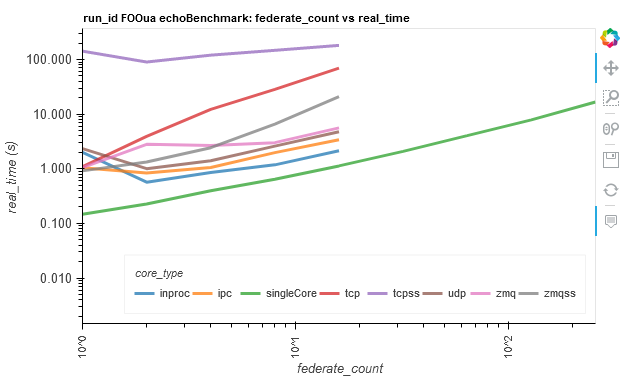 run_id FOOua echoBenchmark: federate_count vs real_time
100.000
10.000
1.000
0.100
0.010
real_time (s)
core_type
inproc ipc singleCore tcp tcpss udp zmq zmqss
10^0 10^1 10^2
federate_count